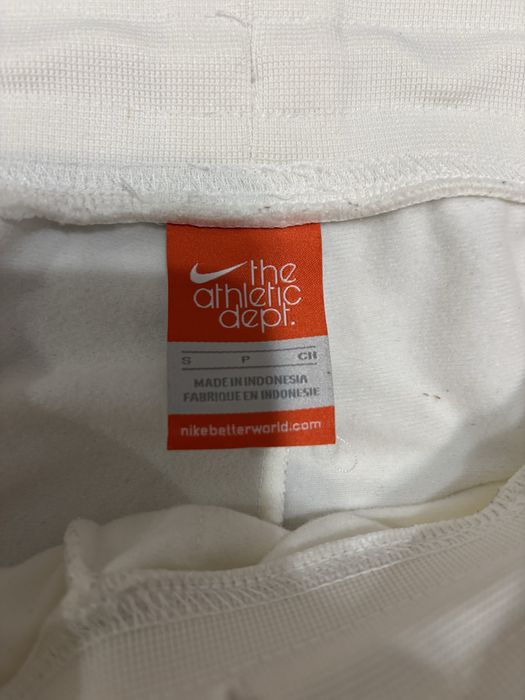 the
athletic
dept.
S P CH
MADE IN INDONESIA
FABRIQUE EN INDONESIE
nikebetterworld.com